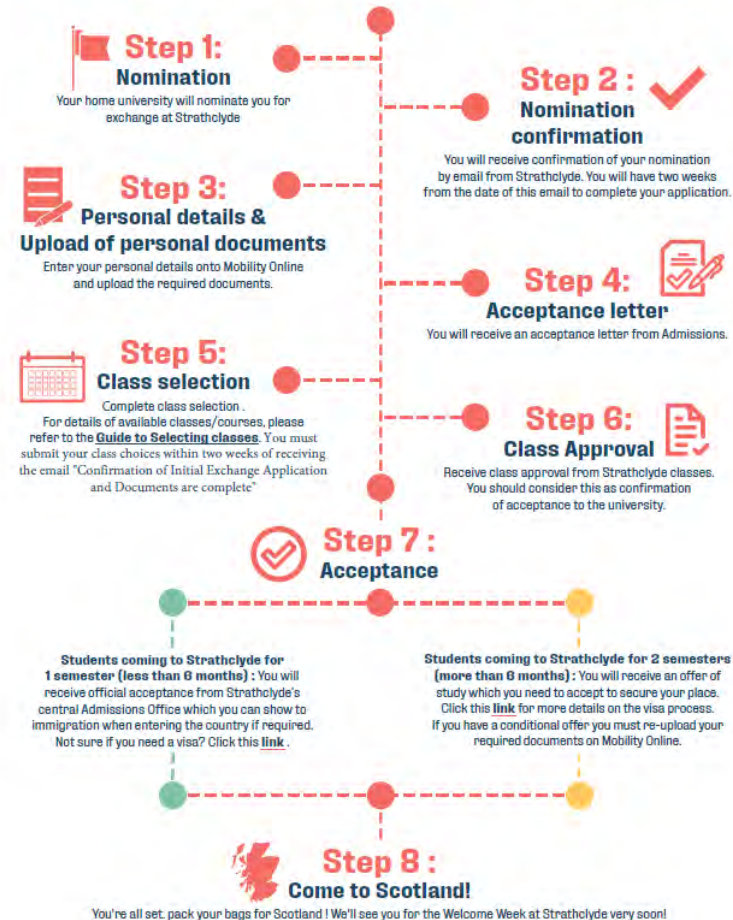 Step 1:
Nomination
Your home university will nominate you for
exchange at Strathclyde
Step 2 :
Nomination
confirmation
You will receive confirmation of your nomination
by email from Strathclyde. You will have two weeks
from the date of this email to complete your application.
Step 3:
Personal details &
Upload of personal documents
Enter your personal details onto Mobility Online
and upload the required documents.
Step 4:
Acceptance letter
You will receive an acceptance letter from Admissions.
Step 5:
Class selection
Complete class selection .
For details of available classes/courses, please
refer to the Guide to Selecting classes. You must
submit your class choices within two weeks of receiving
the email "Confirmation of Initial Exchange Application
and Documents are complete"
Step 6:
Class Approval
Receive class approval from Strathclyde classes.
You should consider this as confirmation
of acceptance to the university.
Step 7 :
Acceptance
Students coming to Strathclyde for
1 semester (less than 6 months) : You will
receive official acceptance from Strathclyde's
central Admissions Office which you can show to
immigration when entering the country if required.
Not sure if you need a visa? Click this link .
Students coming to Strathclyde for 2 semesters
(more than 6 months) : You will receive an offer of
study which you need to accept to secure your place.
Click this link for more details on the visa process.
If you have a conditional offer you must re-upload your
required documents on Mobility Online.
Step 8 :
Come to Scotland!
You're all set, pack your bags for Scotland ! We'll see you for the Welcome Week at Strathclyde very soon!